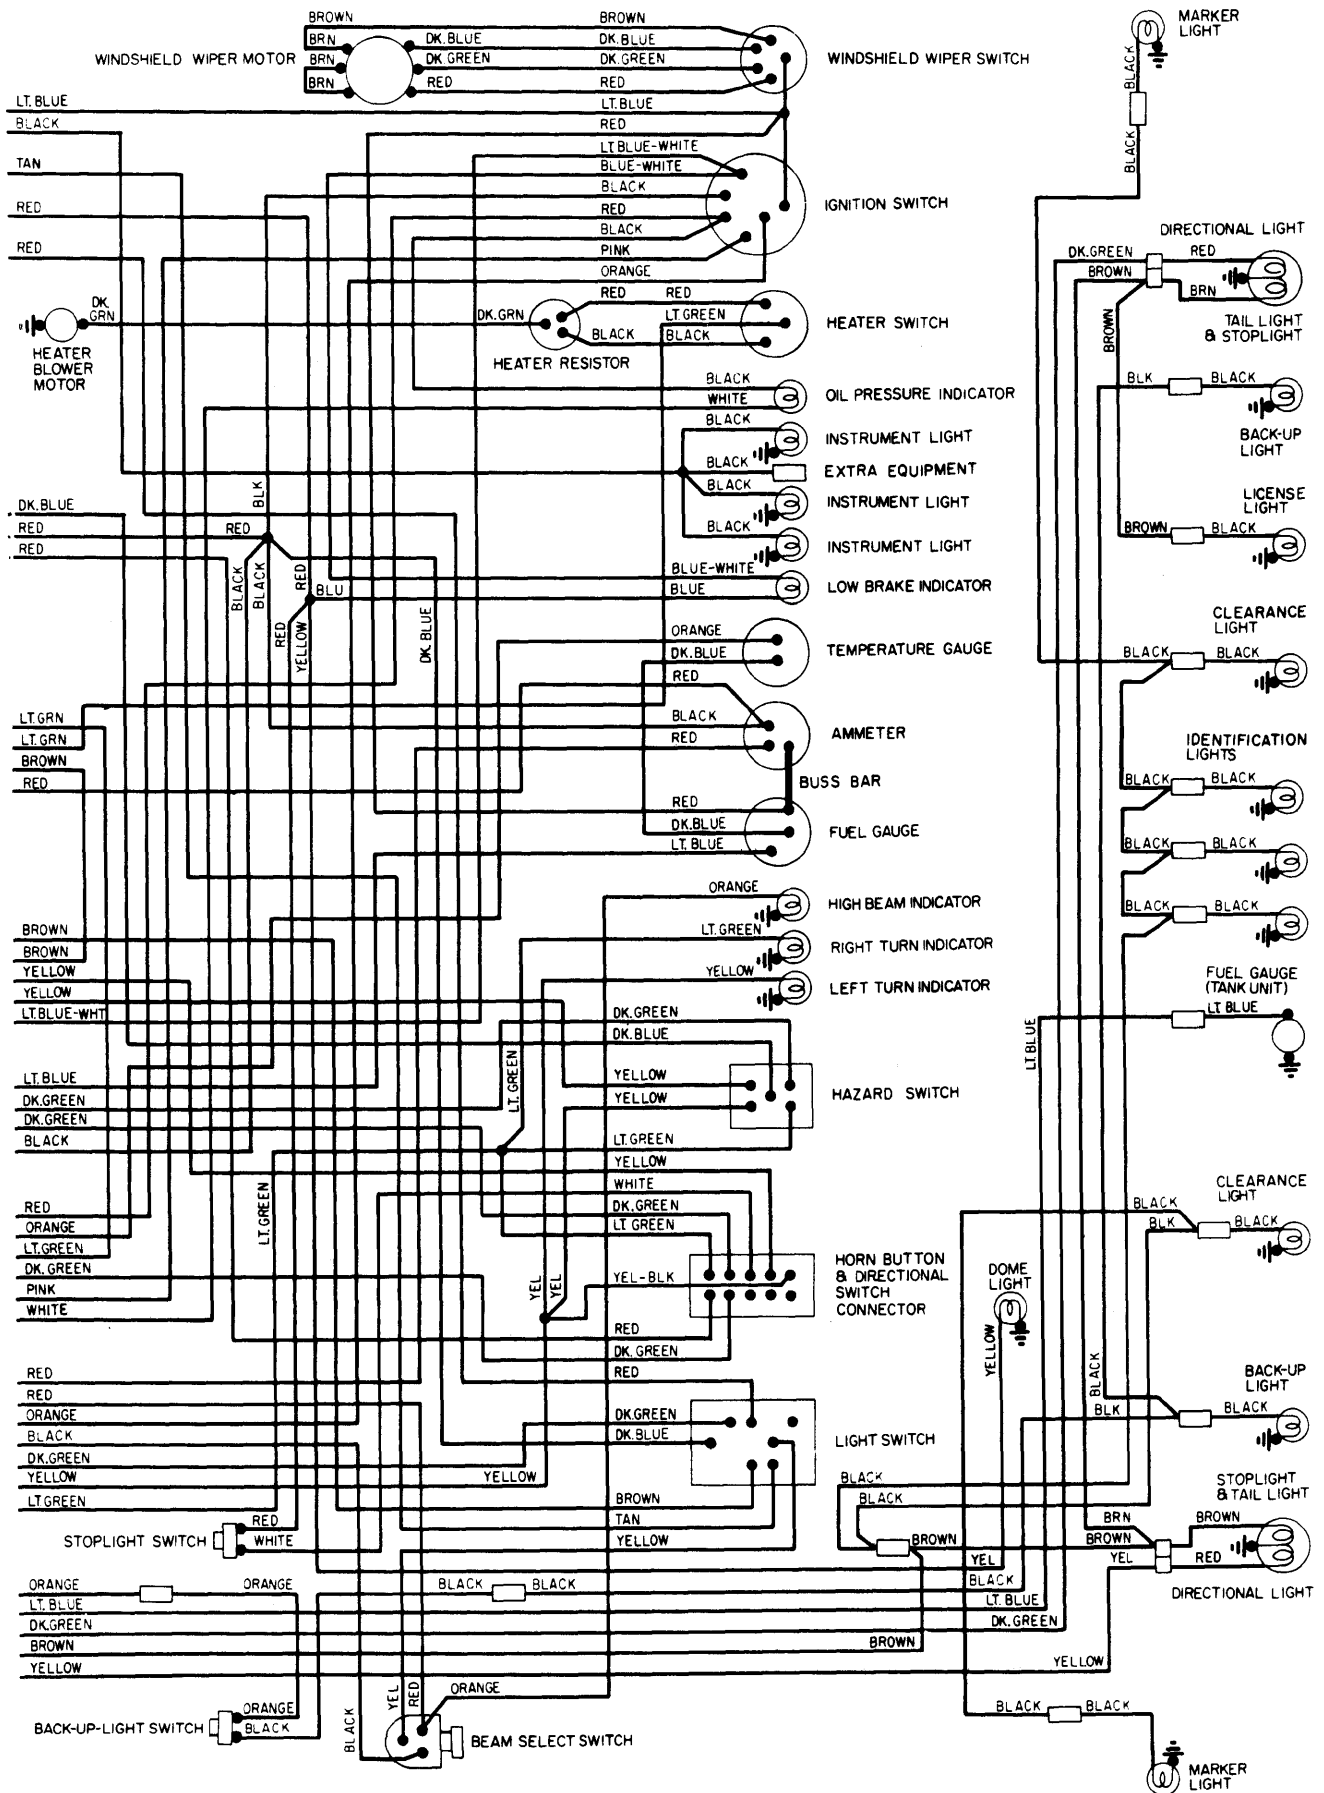 BROWN BROWN
BRN DK.BLUE DK.BLUE
WINDSHIELD WIPER MOTOR BRN DK.GREEN DK.GREEN WINDSHIELD WIPER SWITCH
BRN RED RED
LT.BLUE LT.BLUE
BLACK RED
LT.BLUE-WHITE
TAN BLUE-WHITE
BLACK
RED RED IGNITION SWITCH
BLACK
RED PINK
ORANGE
RED RED
DK.
GRN DK.GRN LT.GREEN HEATER SWITCH
BLACK BLACK
HEATER
BLOWER
MOTOR
HEATER RESISTOR
BLACK
WHITE OIL PRESSURE INDICATOR
BLACK INSTRUMENT LIGHT
BLACK EXTRA EQUIPMENT
BLACK INSTRUMENT LIGHT
BLK
DK.BLUE
RED RED BLACK INSTRUMENT LIGHT
RED
BLUE-WHITE
BLUE LOW BRAKE INDICATOR
BLACK BLACK RED BLU
RED YELLOW DK.BLUE
ORANGE
DK.BLUE TEMPERATURE GAUGE
RED
LT.GRN BLACK
LT.GRN RED AMMETER
BROWN
RED BUSS BAR
RED
DK.BLUE FUEL GAUGE
LT. BLUE
ORANGE HIGH BEAM INDICATOR
BROWN LT.GREEN RIGHT TURN INDICATOR
BROWN
YELLOW YELLOW LEFT TURN INDICATOR
YELLOW
LT.BLUE-WHT DK.GREEN
DK.BLUE
LT.GREEN
LT.BLUE YELLOW HAZARD SWITCH
DK.GREEN YELLOW
DK.GREEN
BLACK LT.GREEN
YELLOW
LT.GREEN WHITE
RED DK.GREEN
ORANGE LT GREEN
LT.GREEN
DK. GREEN YEL YEL YEL-BLK
HORN BUTTON
& DIRECTIONAL
SWITCH
CONNECTOR
PINK
WHITE
RED
DK. GREEN
RED RED
RED
ORANGE DK.GREEN
BLACK DK.BLUE LIGHT SWITCH
DK.GREEN
YELLOW YELLOW
LT.GREEN BROWN
RED TAN
STOPLIGHT SWITCH WHITE YELLOW
ORANGE ORANGE BLACK BLACK
LT. BLUE
DK.GREEN
BROWN BROWN
YELLOW
ORANGE
BACK-UP-LIGHT SWITCH BLACK
BLACK YEL RED ORANGE
BEAM SELECT SWITCH
MARKER
LIGHT
BLACK
BLACK
DIRECTIONAL LIGHT
DK.GREEN RED
BROWN BRN
TAIL LIGHT
& STOPLIGHT
BROWN
BLK BLACK
BACK-UP
LIGHT
LICENSE
LIGHT
BROWN BLACK
CLEARANCE
LIGHT
BLACK BLACK
IDENTIFICATION
LIGHTS
BLACK BLACK
BLACK BLACK
BLACK BLACK
FUEL GAUGE
(TANK UNIT)
LT BLUE
LT.BLUE
CLEARANCE
LIGHT
BLACK
BLK BLACK
DOME
LIGHT
YELLOW
BLACK
BACK-UP
LIGHT
BLK BLACK
BLACK
BLACK
STOPLIGHT
& TAIL LIGHT
BRN BROWN
BROWN BROWN
YEL YEL RED
BLACK
DIRECTIONAL LIGHT
LT. BLUE
DK.GREEN
YELLOW
BLACK BLACK
MARKER
LIGHT